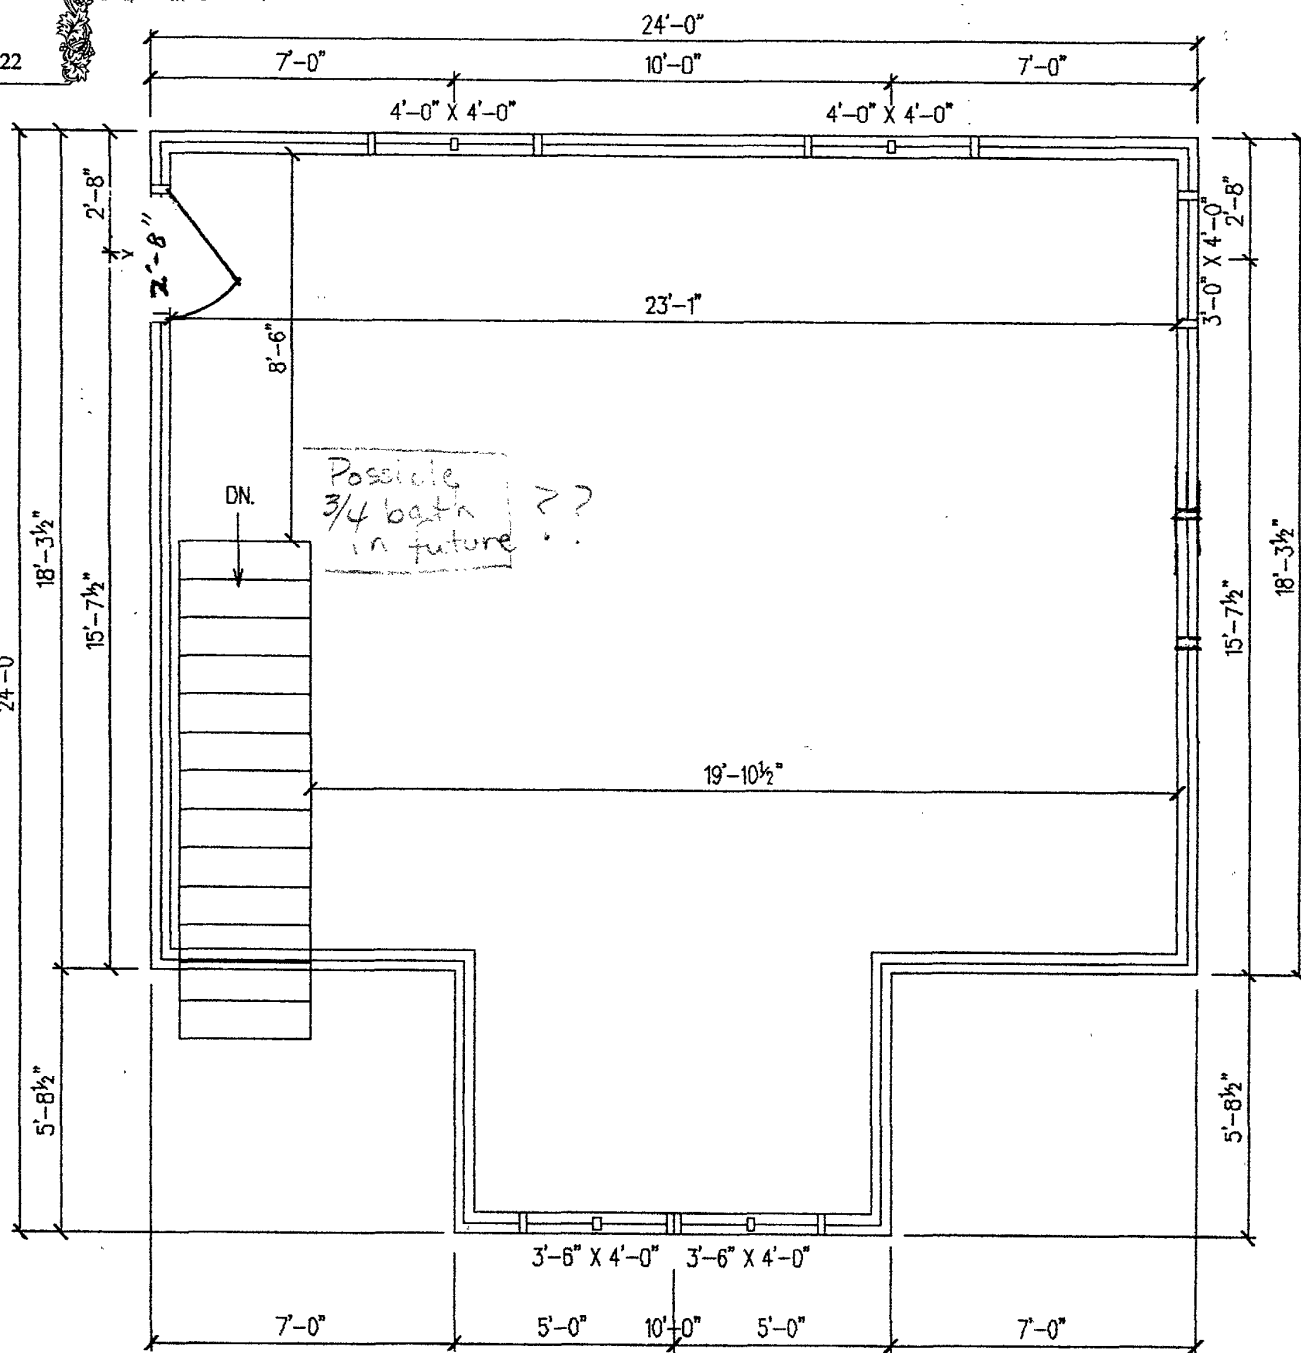 22
24'-0"
7'-0" 10'-0" 7'-0"
4'-0" X 4'-0" 4'-0" X 4'-0"
2'-8"
2'-8"
3'-0" X 4'-0"
2'-8"
23'-1"
8'-6"
Possible
3/4 bath
in future
? ?
DN.
18'-3½"
15'-7½"
24'-0
15'-7½"
18'-3½"
19'-10½"
5'-8½"
5'-8½"
3'-6" X 4'-0" 3'-6" X 4'-0"
7'-0" 5'-0" 10'-0" 5'-0" 7'-0"